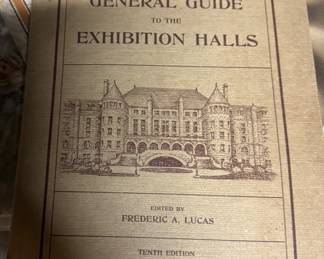 GENERAL GUIDE
TO THE
EXHIBITION HALLS
EDITED BY
FREDERIC A. LUCAS
TENTH EDITION